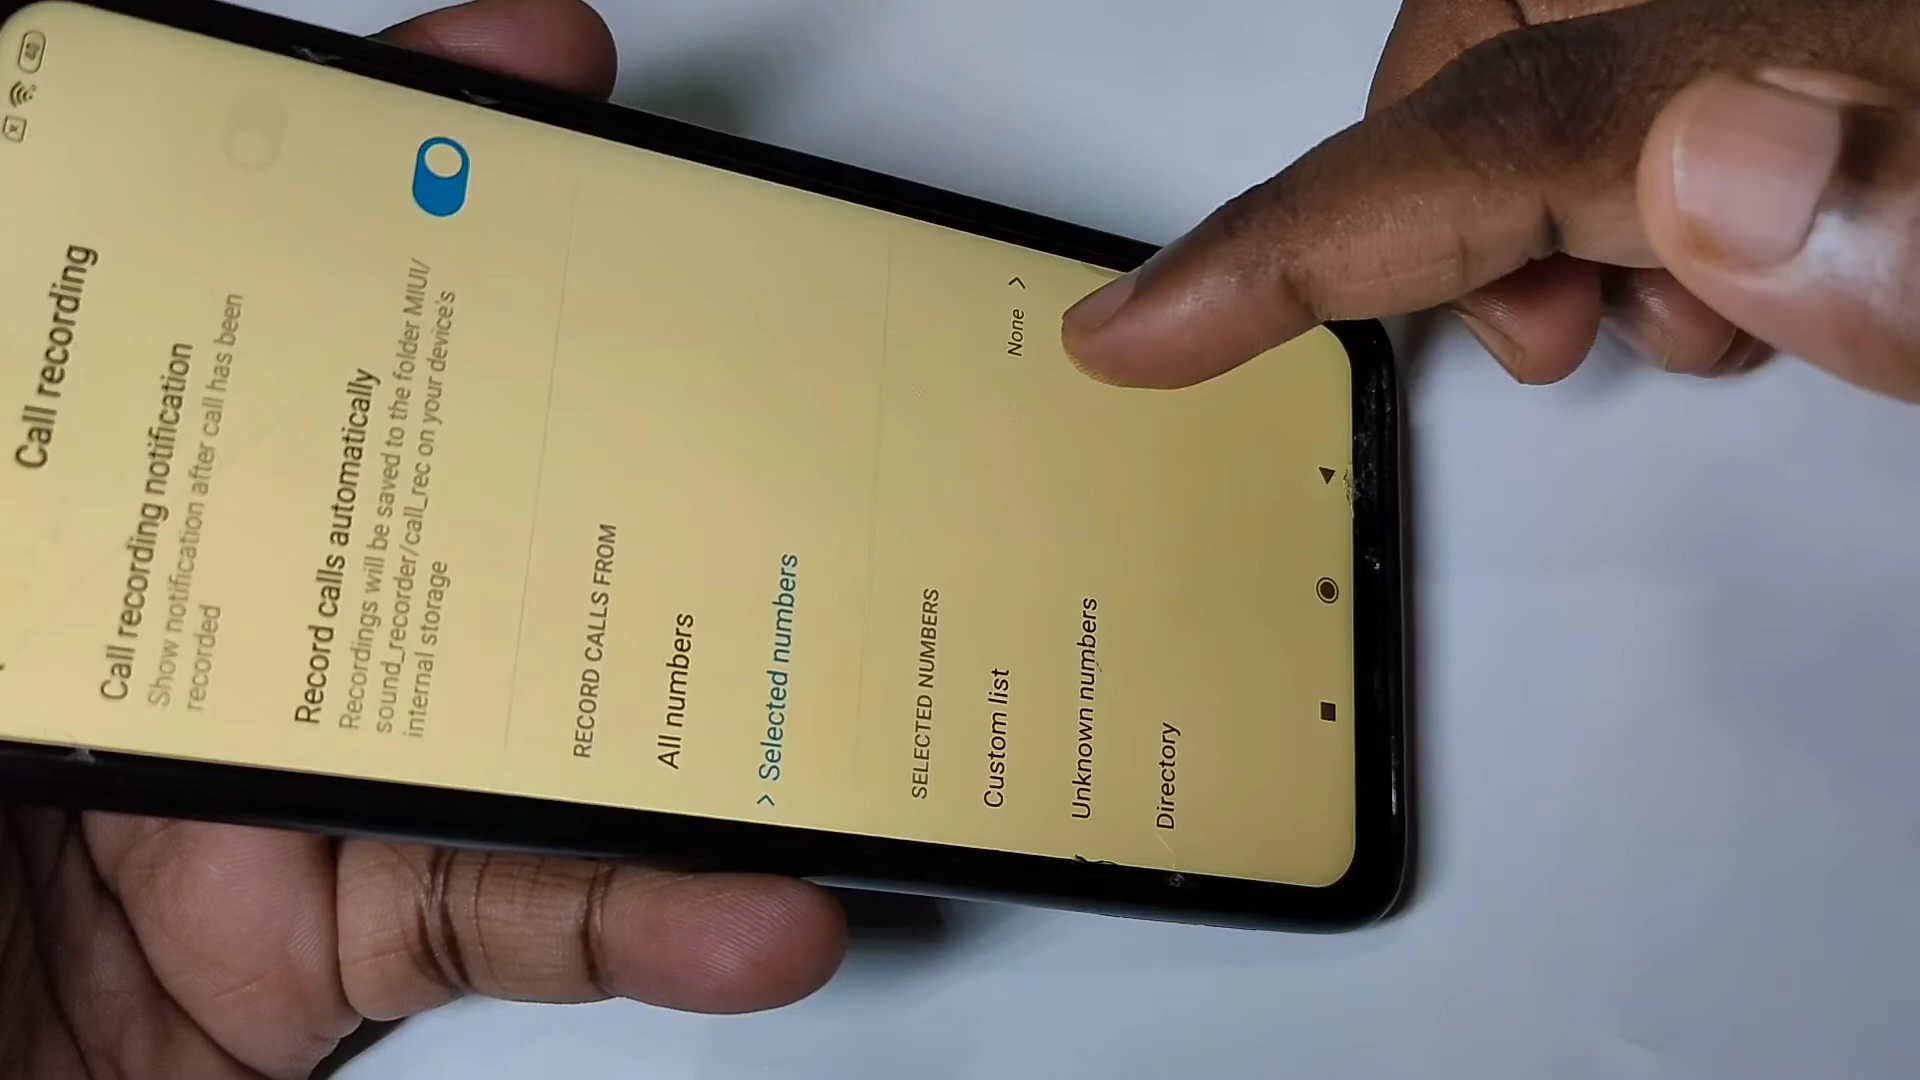 Call recording
Call recording notification
Show notification after call has been
recorded
Record calls automatically
Recordings will be saved to the folder MIUI/
sound_recorder/call_rec on your device's
internal storage
RECORD CALLS FROM
All numbers
Selected numbers
SELECTED NUMBERS
Custom list
None
Unknown numbers
Directory